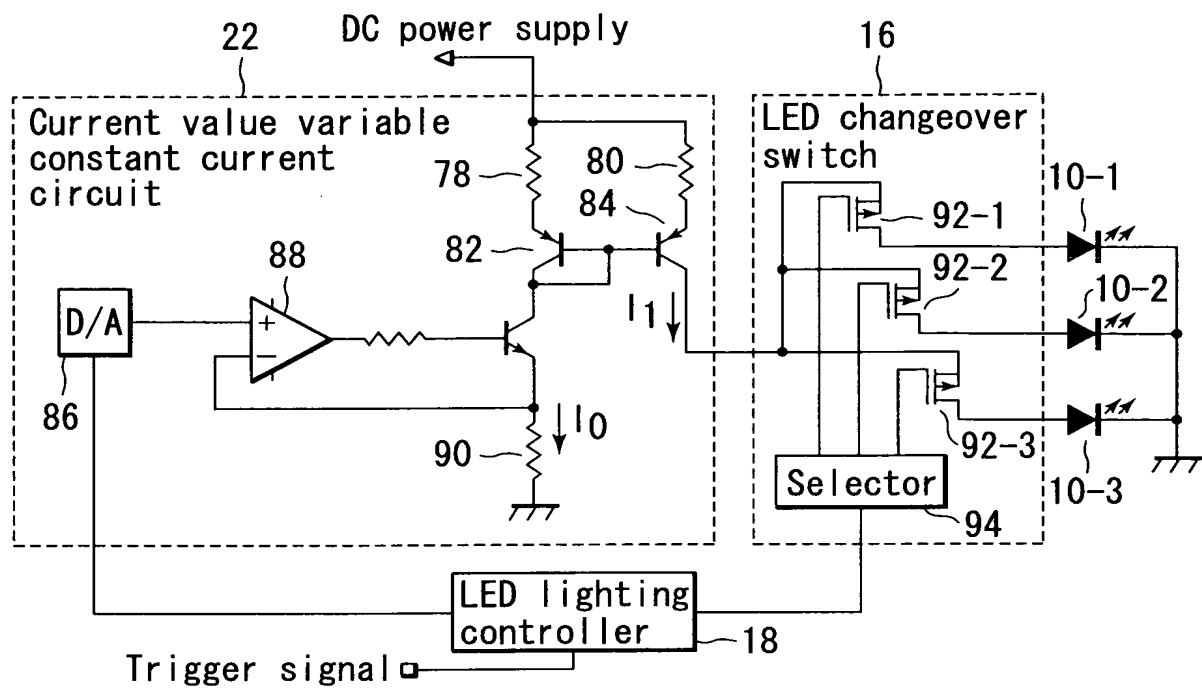 DC power supply
22
16
Current value variable
constant current
circuit
LED changeover
switch
78
80
84
82
92-1
10-1
88
92-2
10-2
D/A
+
−
I1
86
I0
90
92-3
10-3
Selector
94
LED lighting
controller
18
Trigger signal